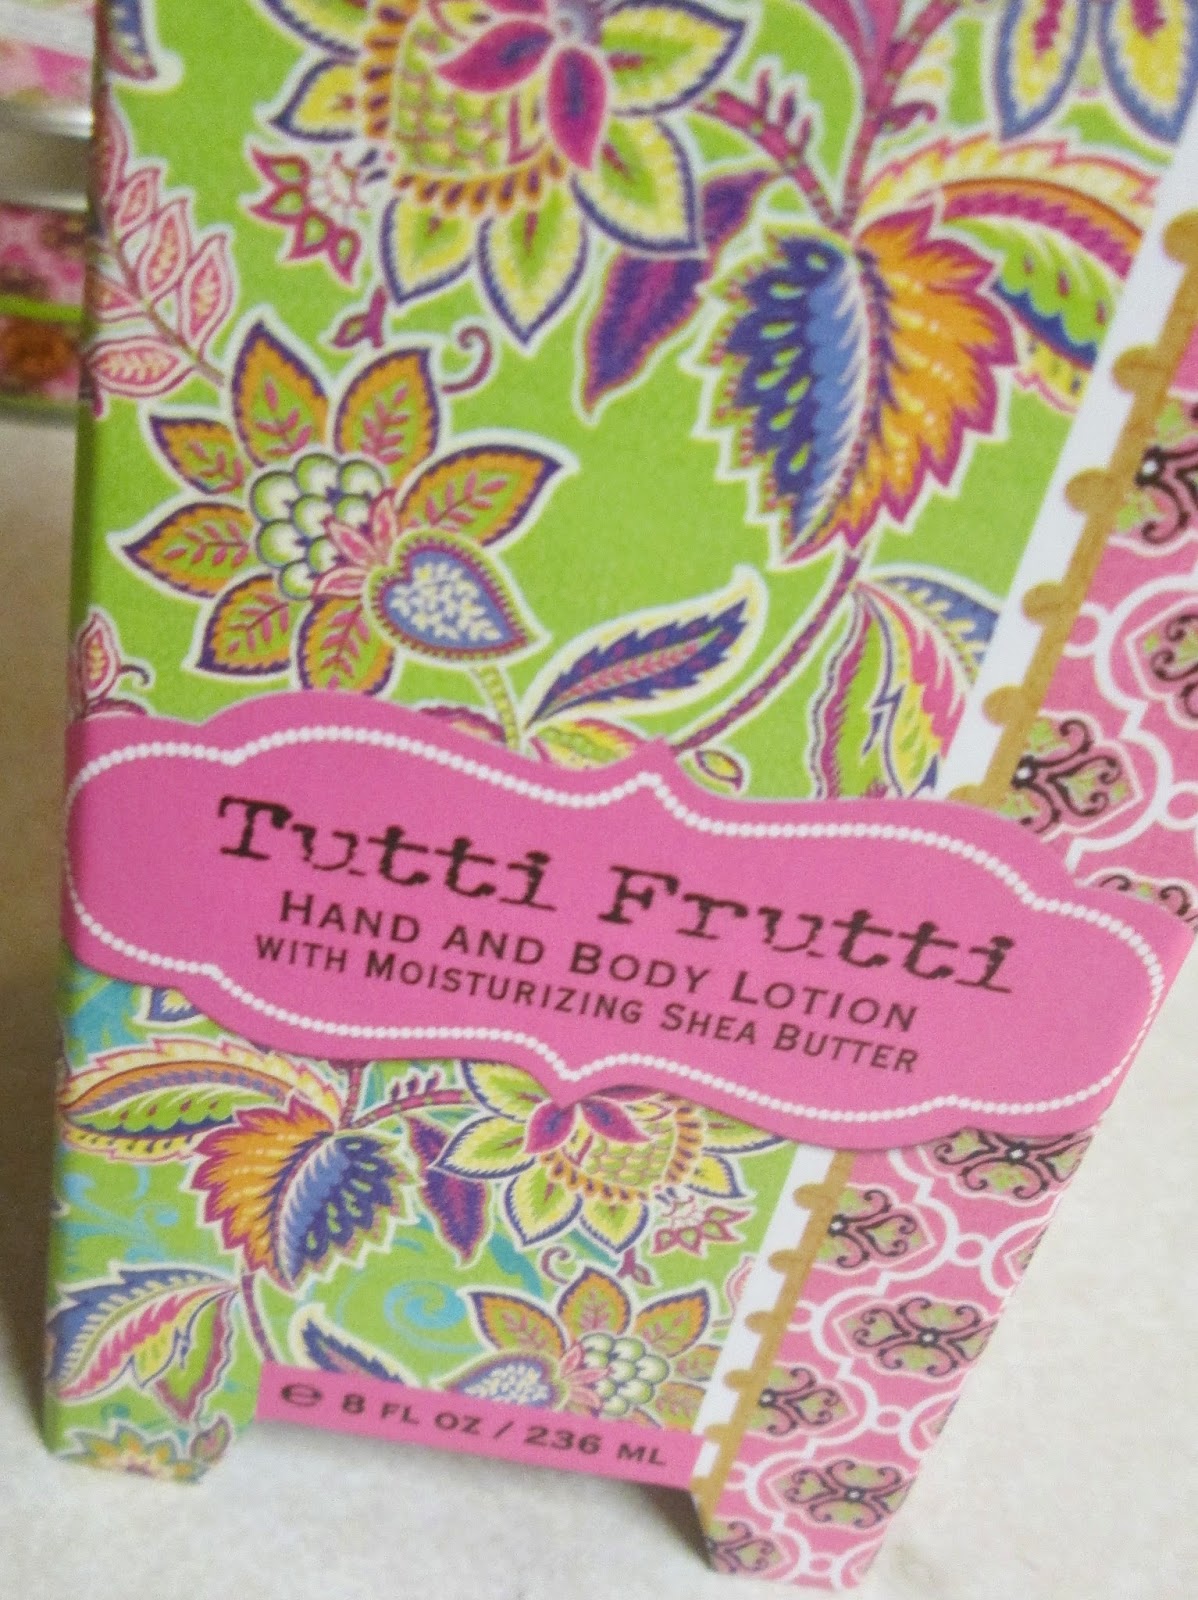 Tutti Frutti
HAND AND BODY LOTION
WITH MOISTURIZING SHEA BUTTER
℮ 8 FL OZ / 236 ML